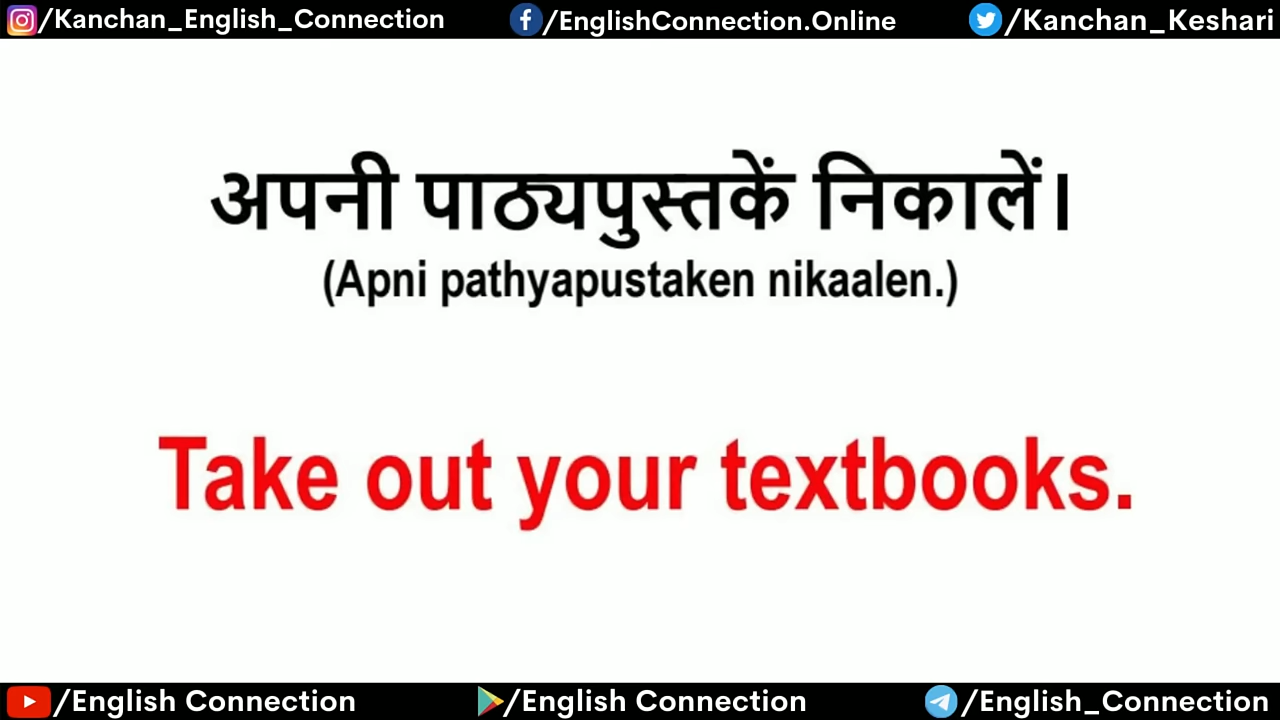 /Kanchan_English_Connection /EnglishConnection.Online /Kanchan_Keshari
अपनी पाठ्यपुस्तकें निकालें।
(Apni pathyapustaken nikaalen.)
Take out your textbooks.
/English Connection /English Connection /English_Connection